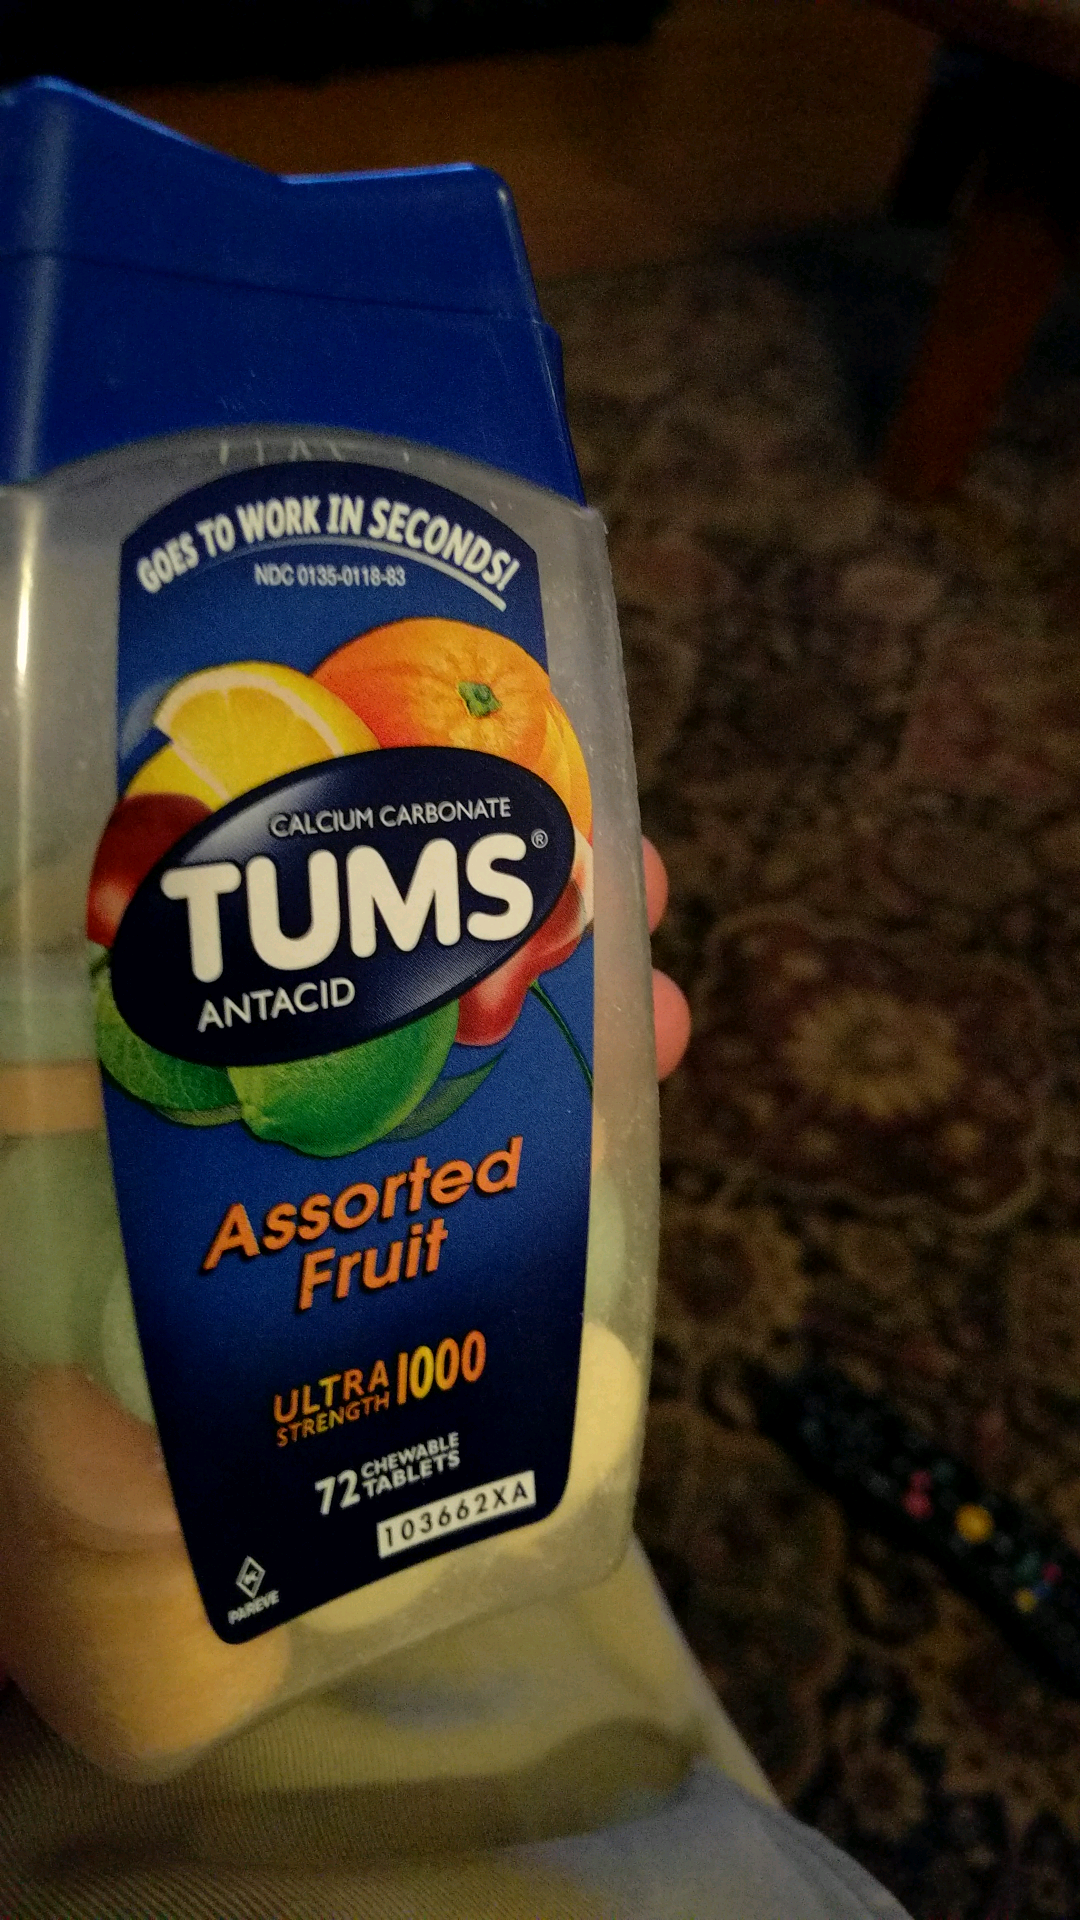 GOES TO WORK IN SECONDS!
NDC 0135-0118-83
CALCIUM CARBONATE
TUMS®
ANTACID
Assorted
Fruit
ULTRA STRENGTH 1000
72 CHEWABLE TABLETS
103662XA
PAREVE